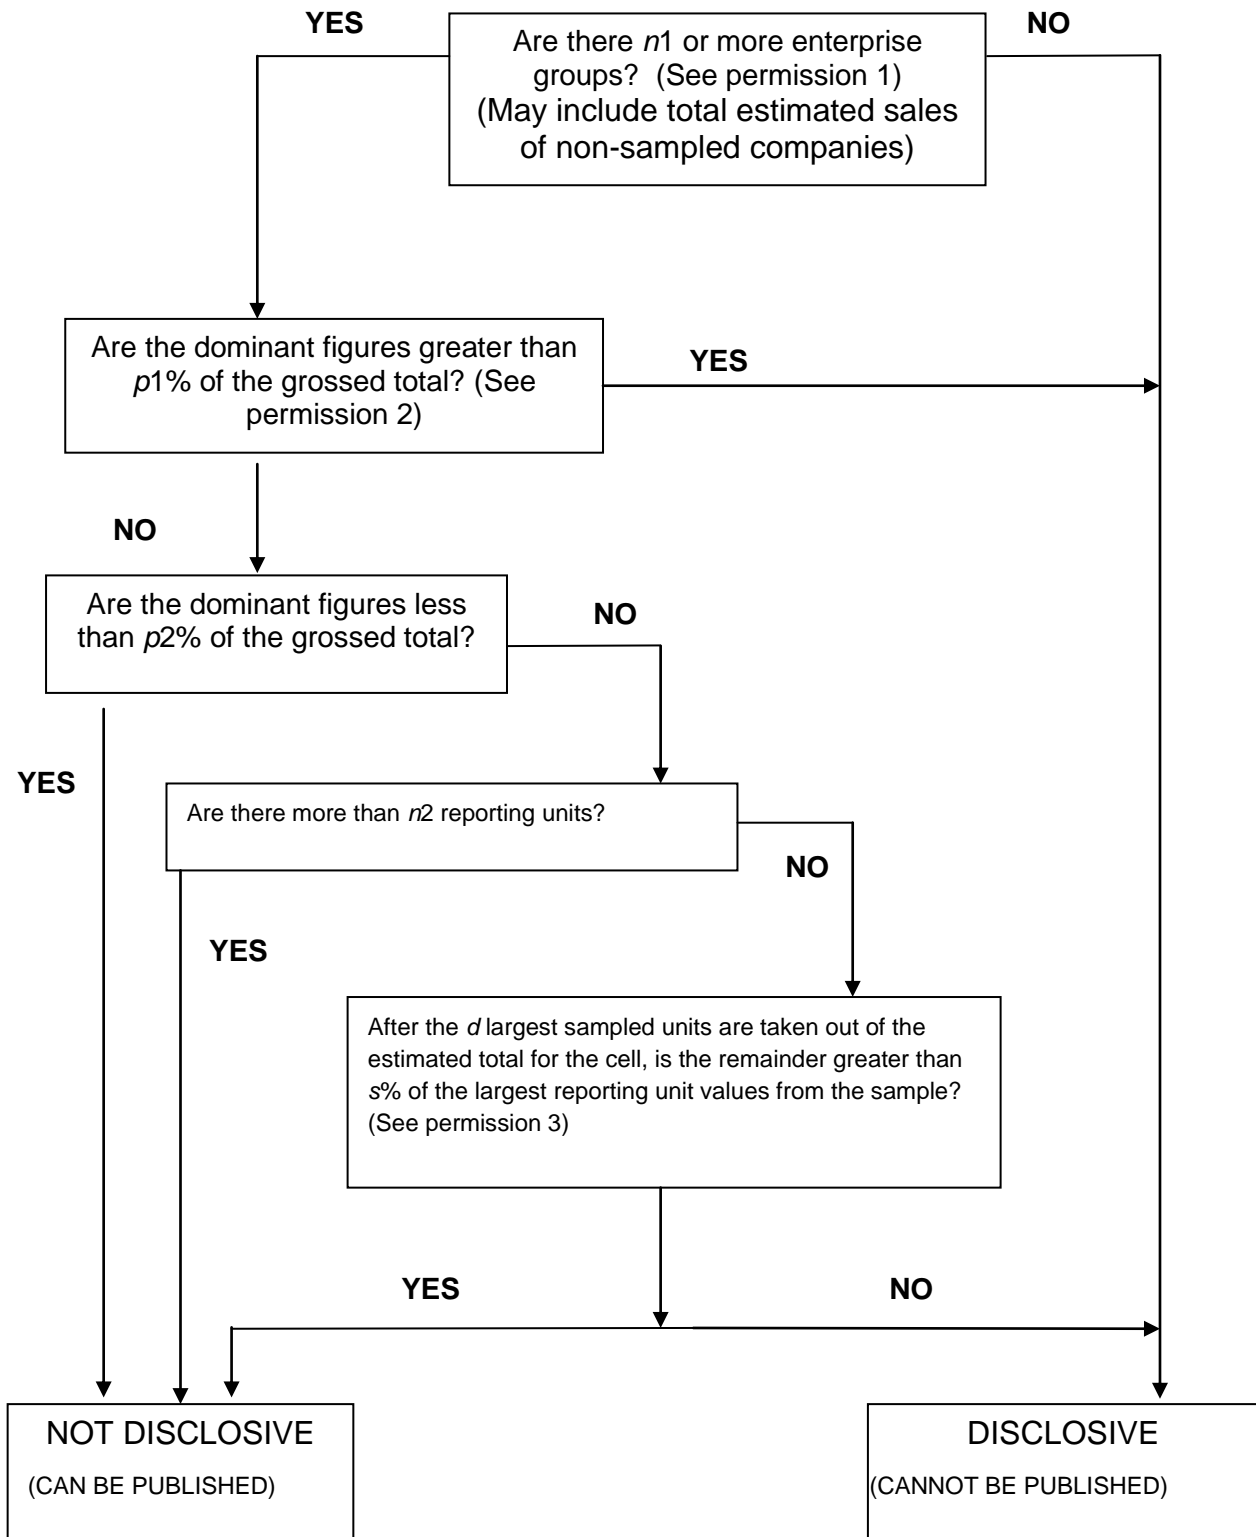 YES
NO
Are there n1 or more enterprise
groups? (See permission 1)
(May include total estimated sales
of non-sampled companies)
Are the dominant figures greater than
p1% of the grossed total? (See
permission 2)
YES
NO
Are the dominant figures less
than p2% of the grossed total?
NO
YES
Are there more than n2 reporting units?
NO
YES
After the d largest sampled units are taken out of the
estimated total for the cell, is the remainder greater than
s% of the largest reporting unit values from the sample?
(See permission 3)
YES
NO
NOT DISCLOSIVE
(CAN BE PUBLISHED)
DISCLOSIVE
(CANNOT BE PUBLISHED)